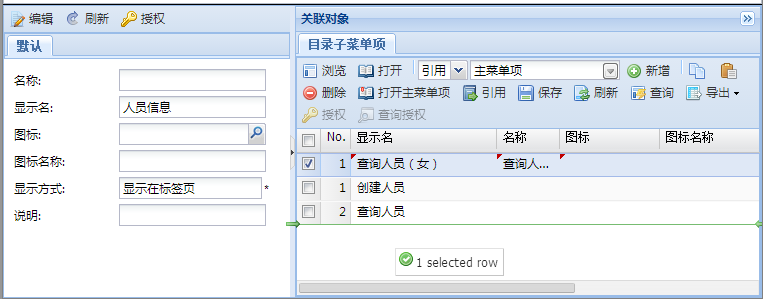 编辑 刷新 授权
默认
名称:
显示名: 人员信息
图标:
图标名称:
显示方式: 显示在标签页 *
说明:
关联对象
目录子菜单项
浏览 打开 引用 主菜单项 新增
删除 打开主菜单项 引用 保存 刷新 查询 导出
授权 查询授权
No. 显示名 名称 图标 图标名称
1 查询人员（女） 查询人...
1 创建人员
2 查询人员
1 selected row